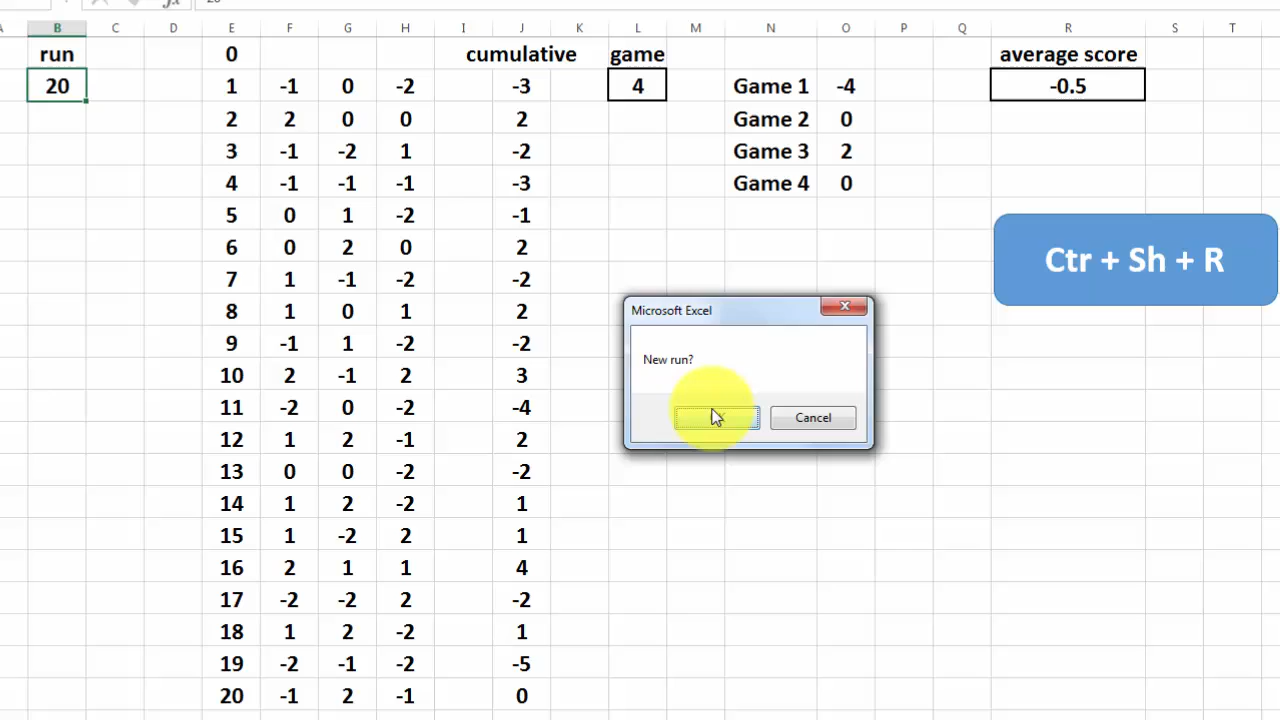 B C D E F G H I J K L M N O P Q R S T
run 0 cumulative game average score
20 1 -1 0 -2 -3 4 Game 1 -4 -0.5
2 2 0 0 2 Game 2 0
3 -1 -2 1 -2 Game 3 2
4 -1 -1 -1 -3 Game 4 0
5 0 1 -2 -1
6 0 2 0 2
Ctr + Sh + R
7 1 -1 -2 -2
8 1 0 1 2
Microsoft Excel
9 -1 1 -2 -2
New run?
10 2 -1 2 3
11 -2 0 -2 -4
Cancel
12 1 2 -1 2
13 0 0 -2 -2
14 1 2 -2 1
15 1 -2 2 1
16 2 1 1 4
17 -2 -2 2 -2
18 1 2 -2 1
19 -2 -1 -2 -5
20 -1 2 -1 0